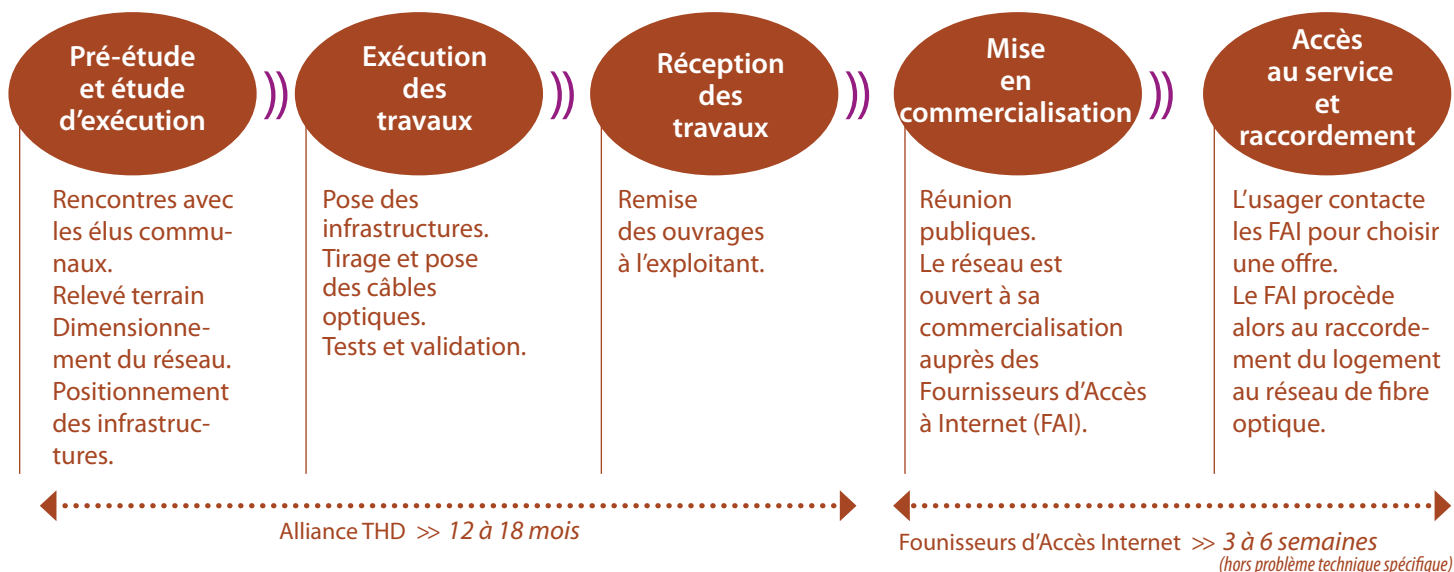 Pré-étude
et étude
d'exécution
))
Exécution
des
travaux
))
Réception
des
travaux
))
Mise
en
commercialisation
))
Accès
au service
et
raccordement
Rencontres avec
les élus commu-
naux.
Relevé terrain
Dimensionne-
ment du réseau.
Positionnement
des infrastruc-
tures.
Pose des
infrastructures.
Tirage et pose
des câbles
optiques.
Tests et validation.
Remise
des ouvrages
à l'exploitant.
Réunion
publiques.
Le réseau est
ouvert à sa
commercialisation
auprès des
Fournisseurs d'Accès
à Internet (FAI).
L'usager contacte
les FAI pour choisir
une offre.
Le FAI procède
alors au raccorde-
ment du logement
au réseau de fibre
optique.
Alliance THD >> 12 à 18 mois
Founisseurs d'Accès Internet >> 3 à 6 semaines
(hors problème technique spécifique)